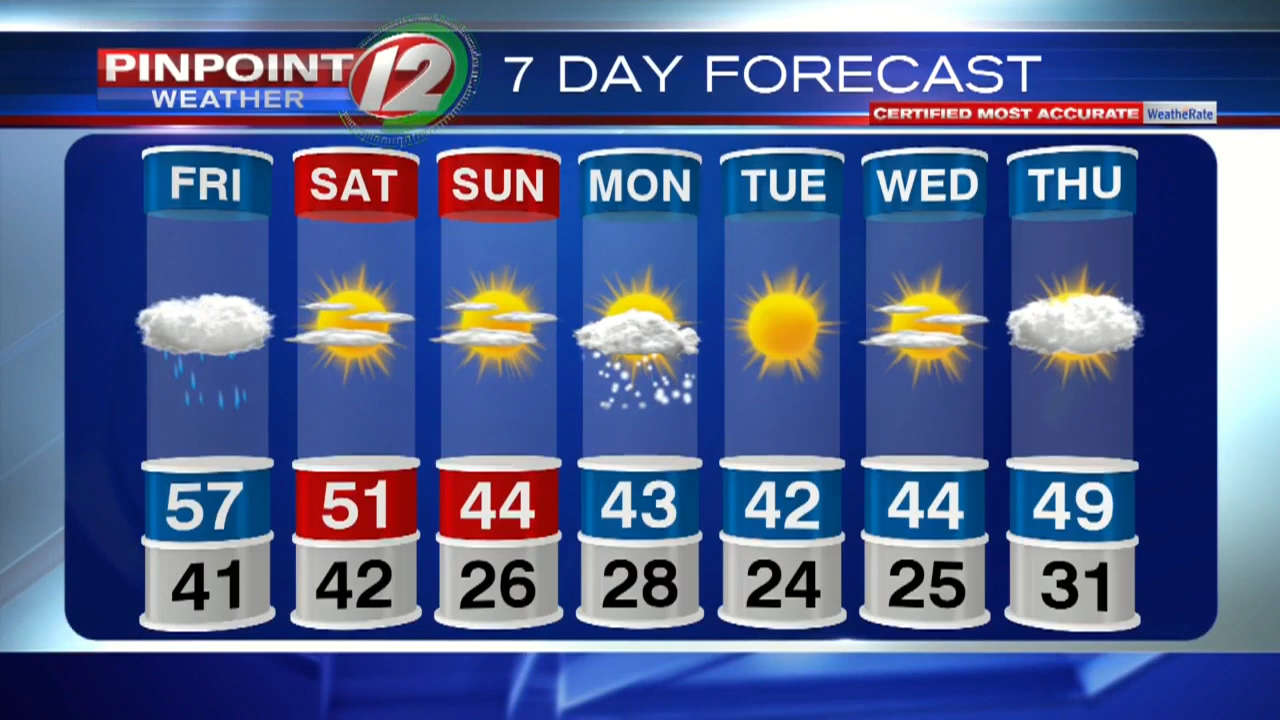 PINPOINT
WEATHER
12
7 DAY FORECAST
CERTIFIED MOST ACCURATE WeatheRate
FRI SAT SUN MON TUE WED THU
57 51 44 43 42 44 49
41 42 26 28 24 25 31